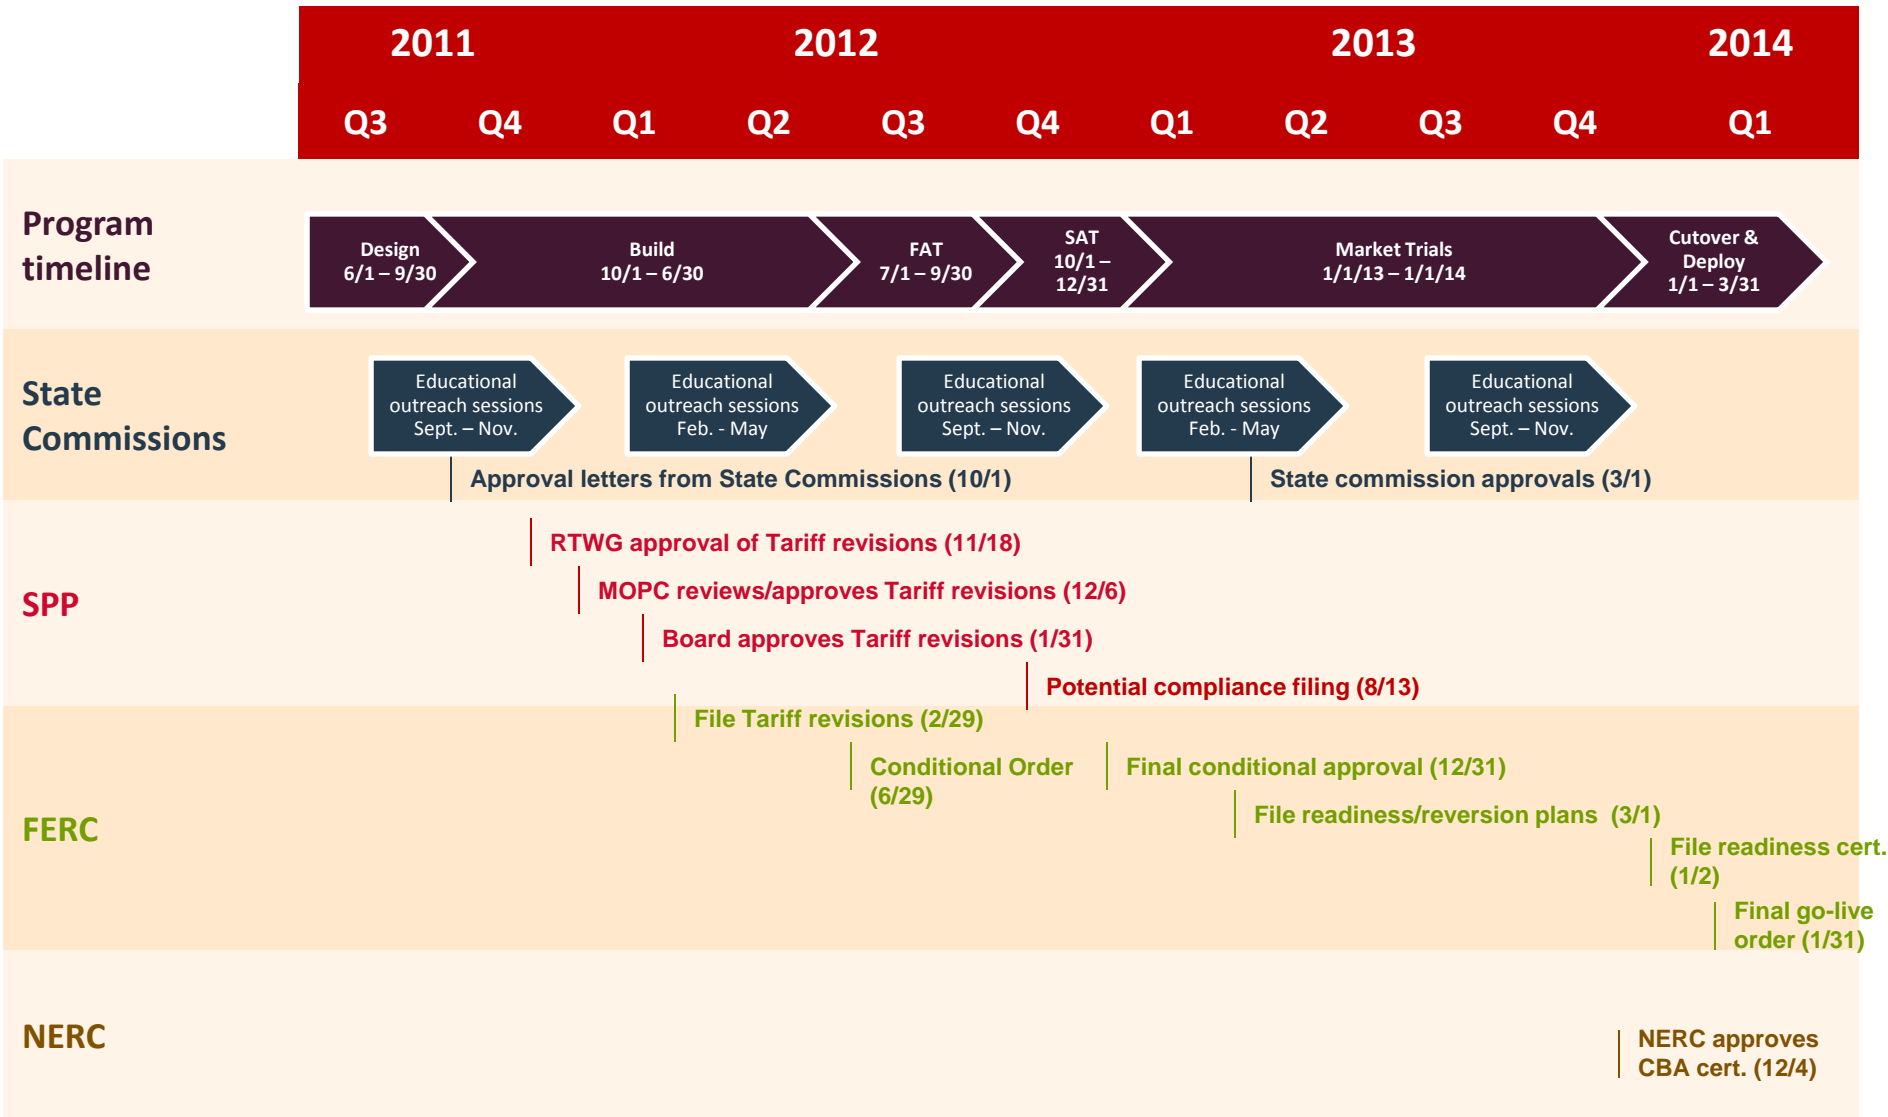 2011 2012 2013 2014
Q3 Q4 Q1 Q2 Q3 Q4 Q1 Q2 Q3 Q4 Q1
Program
timeline
Design
6/1 – 9/30
Build
10/1 – 6/30
FAT
7/1 – 9/30
SAT
10/1 –
12/31
Market Trials
1/1/13 – 1/1/14
Cutover &
Deploy
1/1 – 3/31
State
Commissions
Educational
outreach sessions
Sept. – Nov.
Educational
outreach sessions
Feb. - May
Educational
outreach sessions
Sept. – Nov.
Educational
outreach sessions
Feb. - May
Educational
outreach sessions
Sept. – Nov.
Approval letters from State Commissions (10/1)
State commission approvals (3/1)
SPP
RTWG approval of Tariff revisions (11/18)
MOPC reviews/approves Tariff revisions (12/6)
Board approves Tariff revisions (1/31)
Potential compliance filing (8/13)
FERC
File Tariff revisions (2/29)
Conditional Order
(6/29)
Final conditional approval (12/31)
File readiness/reversion plans (3/1)
File readiness cert.
(1/2)
Final go-live
order (1/31)
NERC
NERC approves
CBA cert. (12/4)